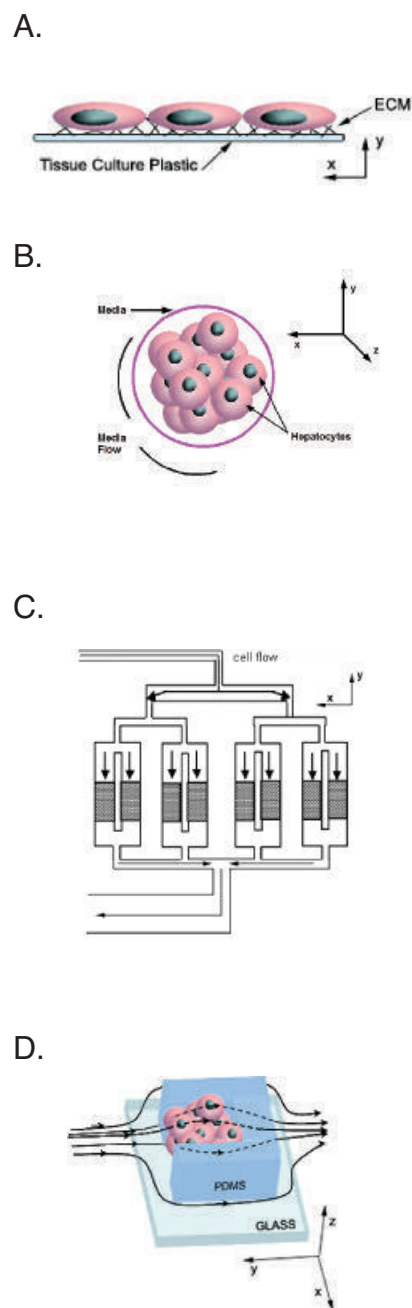 A.
ECM
y
x
Tissue Culture Plastic
B.
Media
y
x
z
Hepatocytes
Media
Flow
C.
cell flow
y
x
D.
PDMS
GLASS
z
y
x